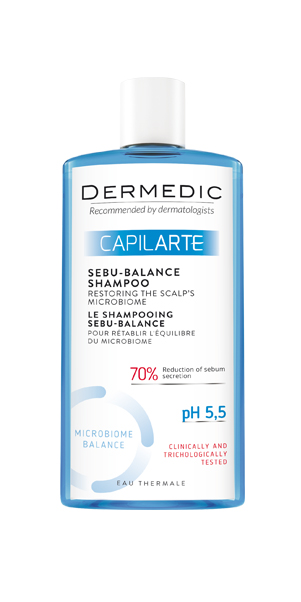 DERMEDIC
Recommended by dermatologists
CAPILARTE
SEBU-BALANCE
SHAMPOO
RESTORING THE SCALP'S
MICROBIOME
LE SHAMPOOING
SEBU-BALANCE
POUR RÉTABLIR L'ÉQUILIBRE
DU MICROBIOME
70% Reduction of sebum
secretion
pH 5,5
MICROBIOME
BALANCE
CLINICALLY AND
TRICHOLOGICALLY
TESTED
EAU THERMALE